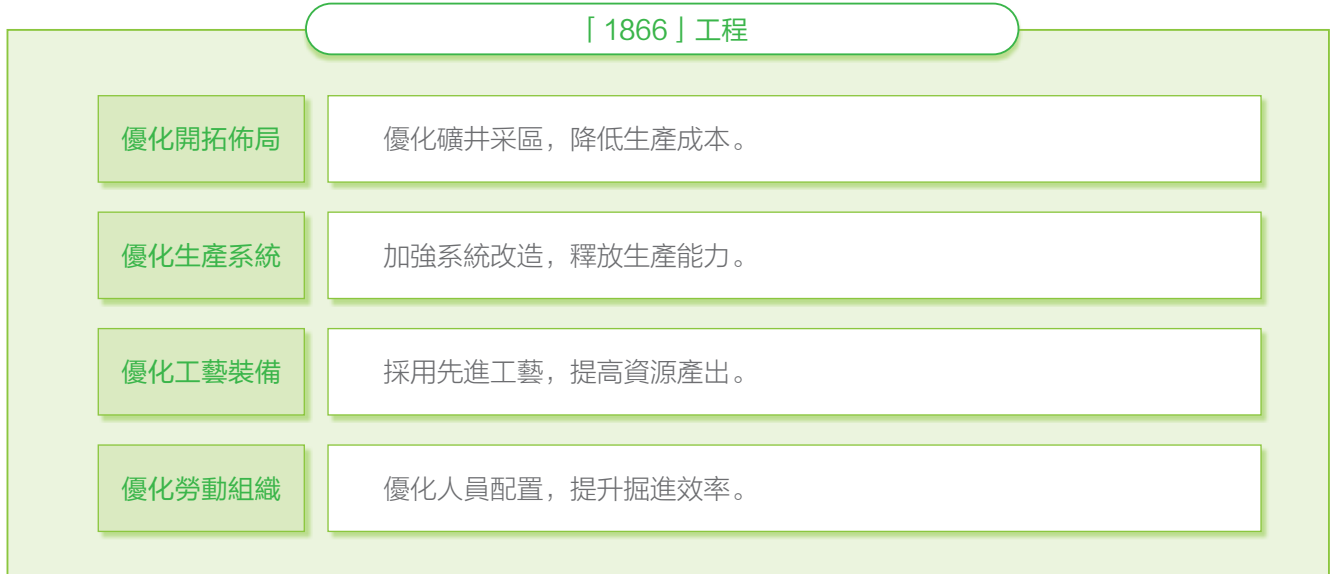 「1866」工程
優化開拓佈局
優化礦井采區，降低生產成本。
優化生產系統
加強系統改造，釋放生產能力。
優化工藝裝備
採用先進工藝，提高資源產出。
優化勞動組織
優化人員配置，提升掘進效率。